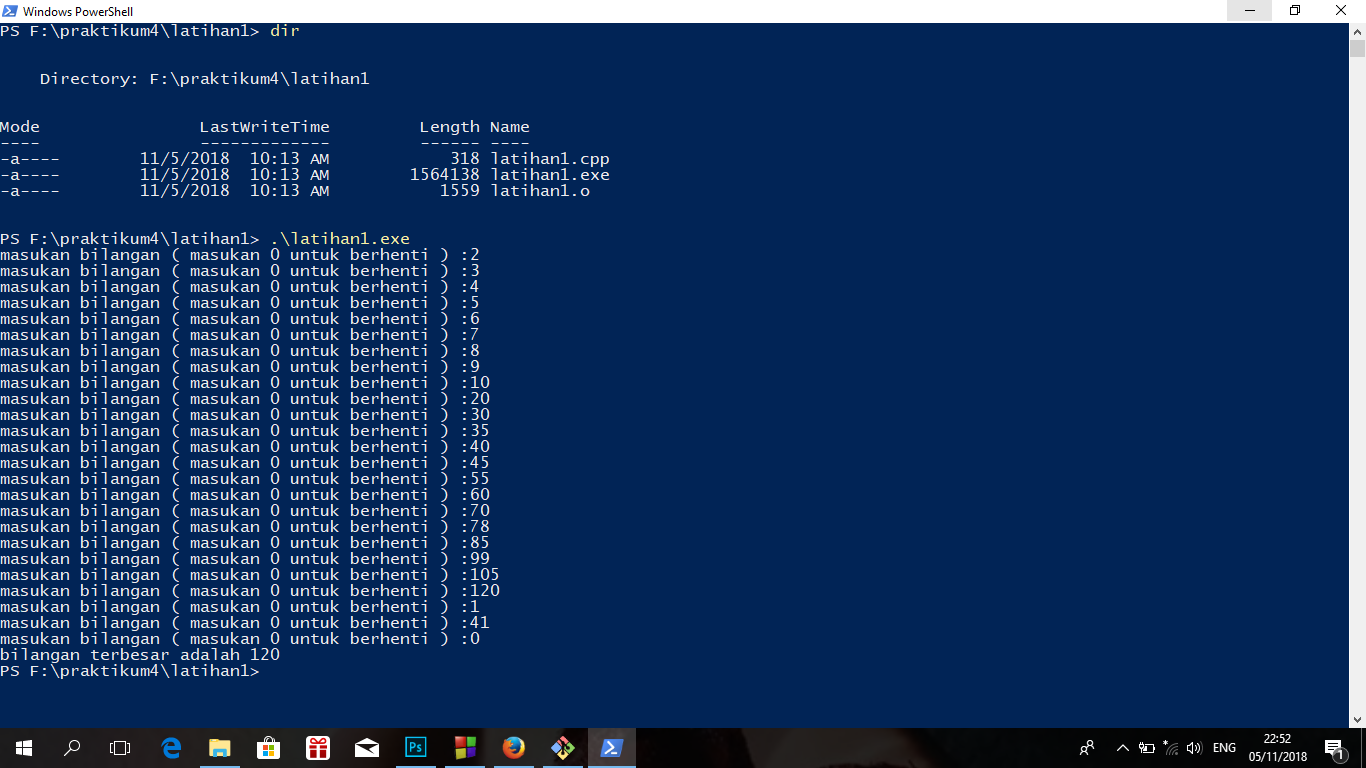 Windows PowerShell
PS F:\praktikum4\latihan1> dir
Directory: F:\praktikum4\latihan1
Mode                LastWriteTime         Length Name
----                -------------         ------ ----
-a----        11/5/2018  10:13 AM            318 latihan1.cpp
-a----        11/5/2018  10:13 AM        1564138 latihan1.exe
-a----        11/5/2018  10:13 AM           1559 latihan1.o
PS F:\praktikum4\latihan1> .\latihan1.exe
masukan bilangan ( masukan 0 untuk berhenti ) :2
masukan bilangan ( masukan 0 untuk berhenti ) :3
masukan bilangan ( masukan 0 untuk berhenti ) :4
masukan bilangan ( masukan 0 untuk berhenti ) :5
masukan bilangan ( masukan 0 untuk berhenti ) :6
masukan bilangan ( masukan 0 untuk berhenti ) :7
masukan bilangan ( masukan 0 untuk berhenti ) :8
masukan bilangan ( masukan 0 untuk berhenti ) :9
masukan bilangan ( masukan 0 untuk berhenti ) :10
masukan bilangan ( masukan 0 untuk berhenti ) :20
masukan bilangan ( masukan 0 untuk berhenti ) :30
masukan bilangan ( masukan 0 untuk berhenti ) :35
masukan bilangan ( masukan 0 untuk berhenti ) :40
masukan bilangan ( masukan 0 untuk berhenti ) :45
masukan bilangan ( masukan 0 untuk berhenti ) :55
masukan bilangan ( masukan 0 untuk berhenti ) :60
masukan bilangan ( masukan 0 untuk berhenti ) :70
masukan bilangan ( masukan 0 untuk berhenti ) :78
masukan bilangan ( masukan 0 untuk berhenti ) :85
masukan bilangan ( masukan 0 untuk berhenti ) :99
masukan bilangan ( masukan 0 untuk berhenti ) :105
masukan bilangan ( masukan 0 untuk berhenti ) :120
masukan bilangan ( masukan 0 untuk berhenti ) :1
masukan bilangan ( masukan 0 untuk berhenti ) :41
masukan bilangan ( masukan 0 untuk berhenti ) :0
bilangan terbesar adalah 120
PS F:\praktikum4\latihan1>
Ps
ENG
22:52
05/11/2018
1